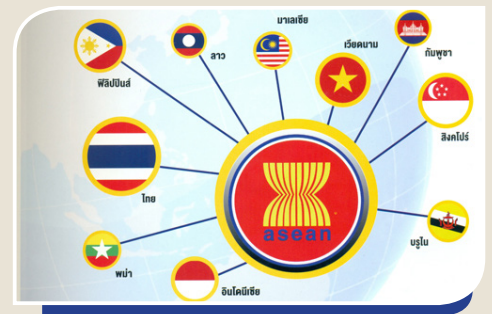 มาเลเซีย
ลาว
เวียดนาม
กัมพูชา
ฟิลิปปินส์
สิงคโปร์
ไทย
asean
บรูไน
พม่า
อินโดนีเซีย